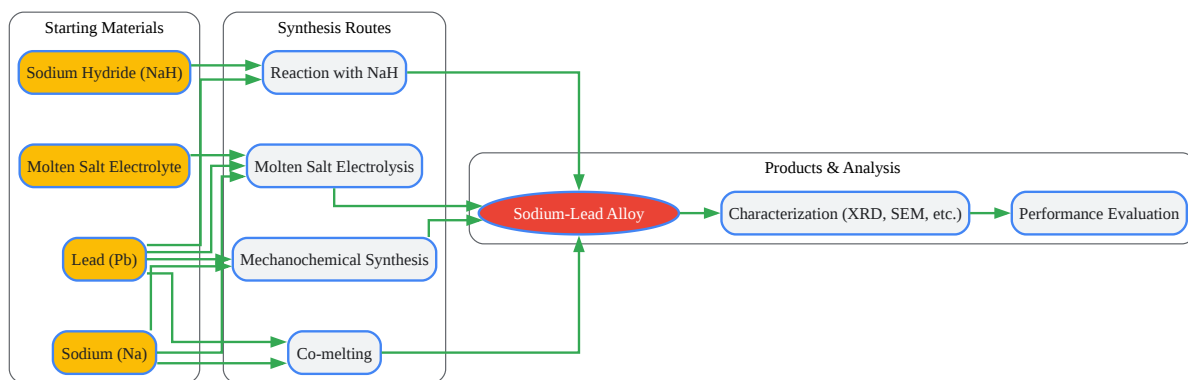 Starting Materials
Synthesis Routes
Sodium Hydride (NaH)
Reaction with NaH
Molten Salt Electrolyte
Molten Salt Electrolysis
Products & Analysis
Sodium-Lead Alloy
Characterization (XRD, SEM, etc.)
Performance Evaluation
Lead (Pb)
Mechanochemical Synthesis
Sodium (Na)
Co-melting